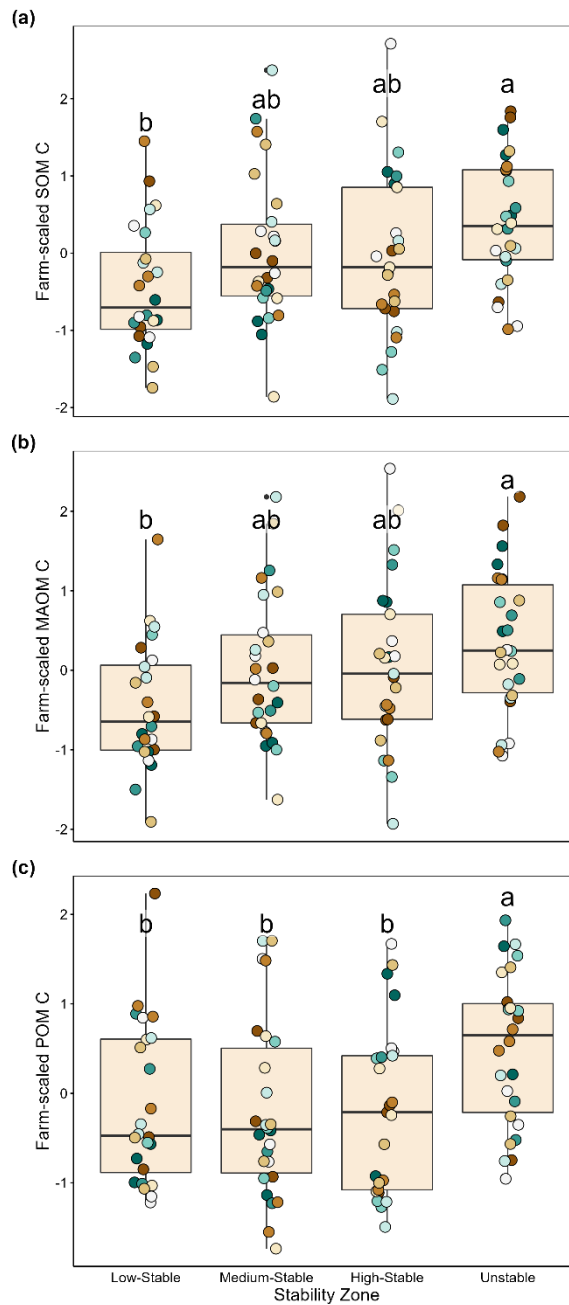 (a)
Farm-scaled SOM C
2
1
0
-1
-2
b
ab
ab
a
(b)
Farm-scaled MAOM C
2
1
0
-1
-2
b
ab
ab
a
(c)
Farm-scaled POM C
2
1
0
-1
b
b
b
a
Low-Stable Medium-Stable High-Stable Unstable
Stability Zone